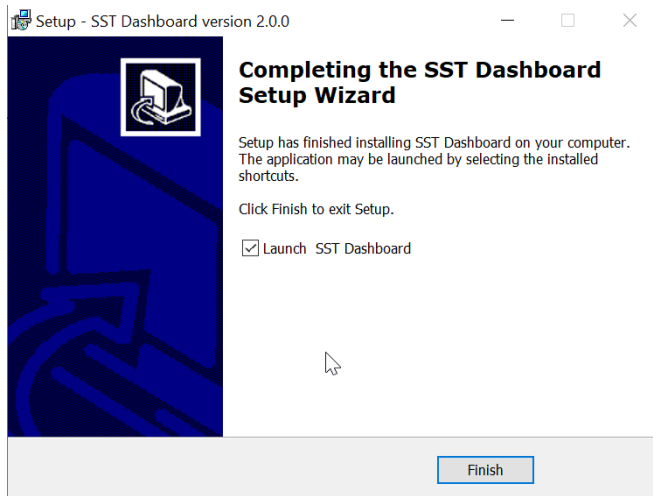 Setup - SST Dashboard version 2.0.0
Completing the SST Dashboard
Setup Wizard
Setup has finished installing SST Dashboard on your computer.
The application may be launched by selecting the installed
shortcuts.
Click Finish to exit Setup.
Launch  SST Dashboard
Finish